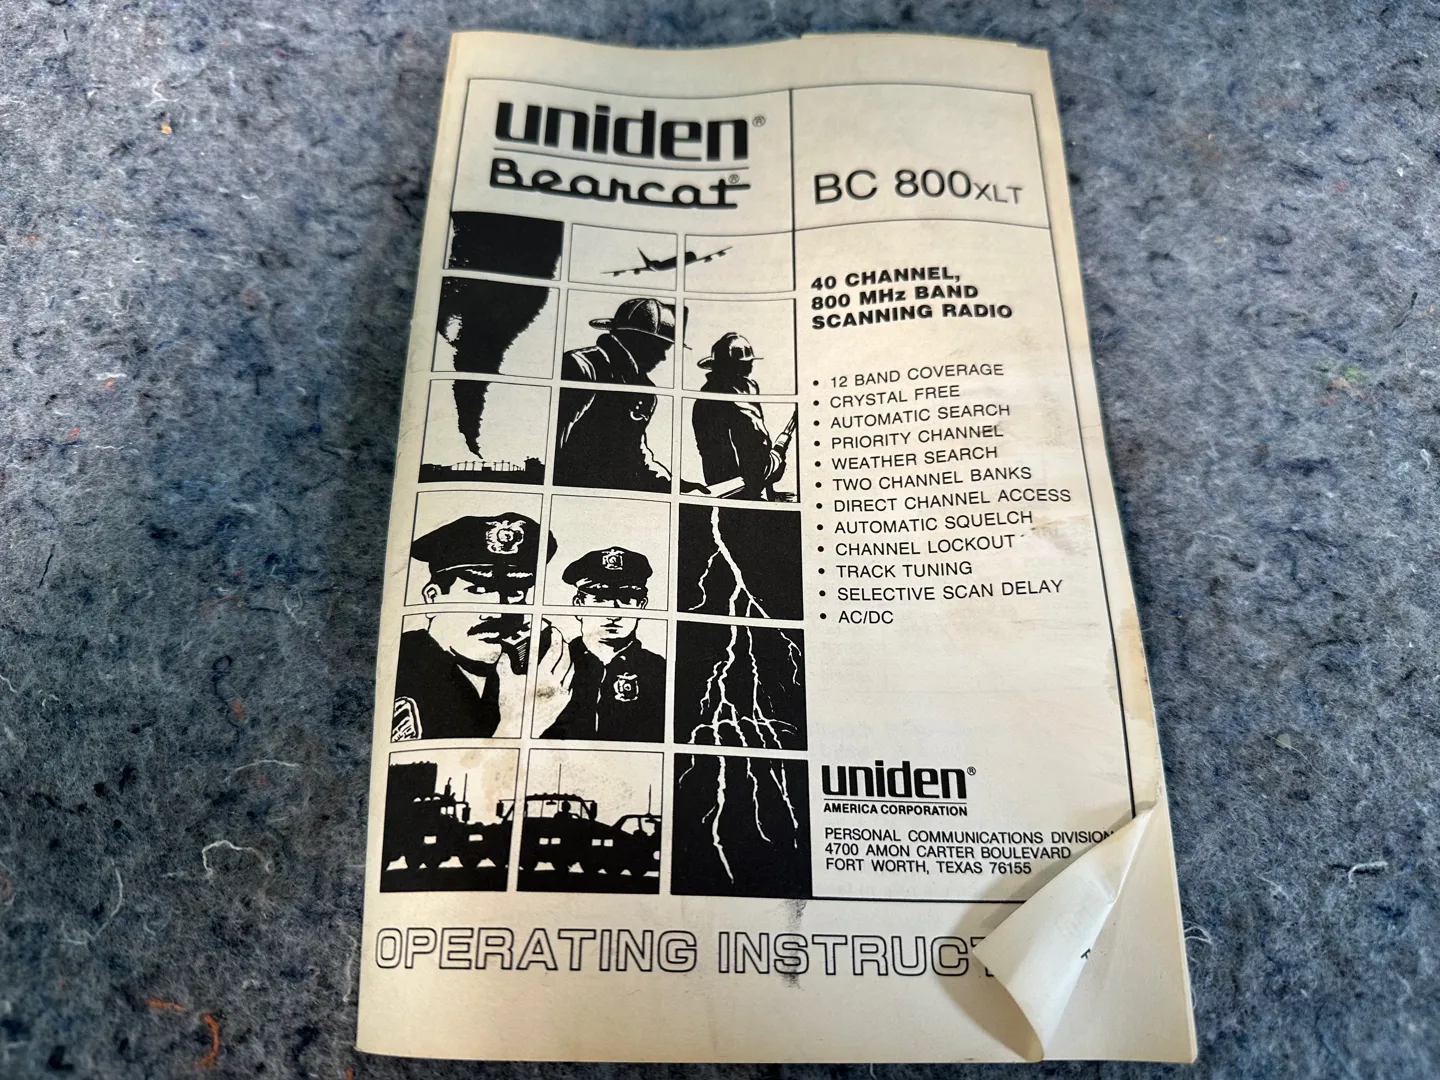 uniden®
Bearcat®
BC 800XLT
40 CHANNEL,
800 MHz BAND
SCANNING RADIO
• 12 BAND COVERAGE
• CRYSTAL FREE
• AUTOMATIC SEARCH
• PRIORITY CHANNEL
• WEATHER SEARCH
• TWO CHANNEL BANKS
• DIRECT CHANNEL ACCESS
• AUTOMATIC SQUELCH
• CHANNEL LOCKOUT
• TRACK TUNING
• SELECTIVE SCAN DELAY
• AC/DC
uniden®
AMERICA CORPORATION
PERSONAL COMMUNICATIONS DIVISION
4700 AMON CARTER BOULEVARD
FORT WORTH, TEXAS 76155
OPERATING INSTRUCT